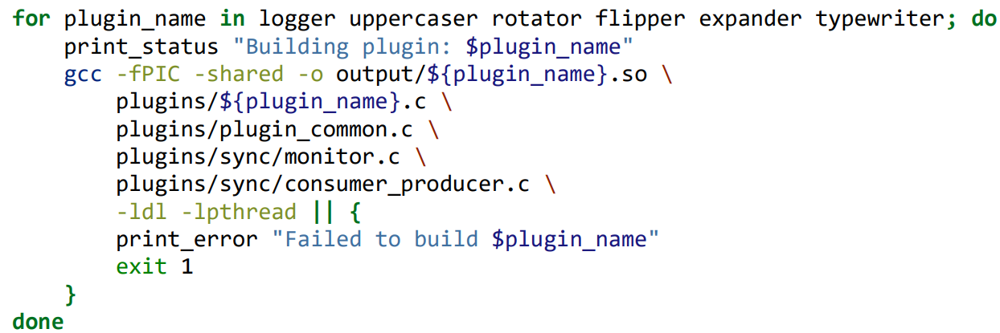 for plugin_name in logger uppercaser rotator flipper expander typewriter; do
    print_status "Building plugin: $plugin_name"
    gcc -fPIC -shared -o output/${plugin_name}.so \
        plugins/${plugin_name}.c \
        plugins/plugin_common.c \
        plugins/sync/monitor.c \
        plugins/sync/consumer_producer.c \
        -ldl -lpthread || {
        print_error "Failed to build $plugin_name"
        exit 1
    }
done